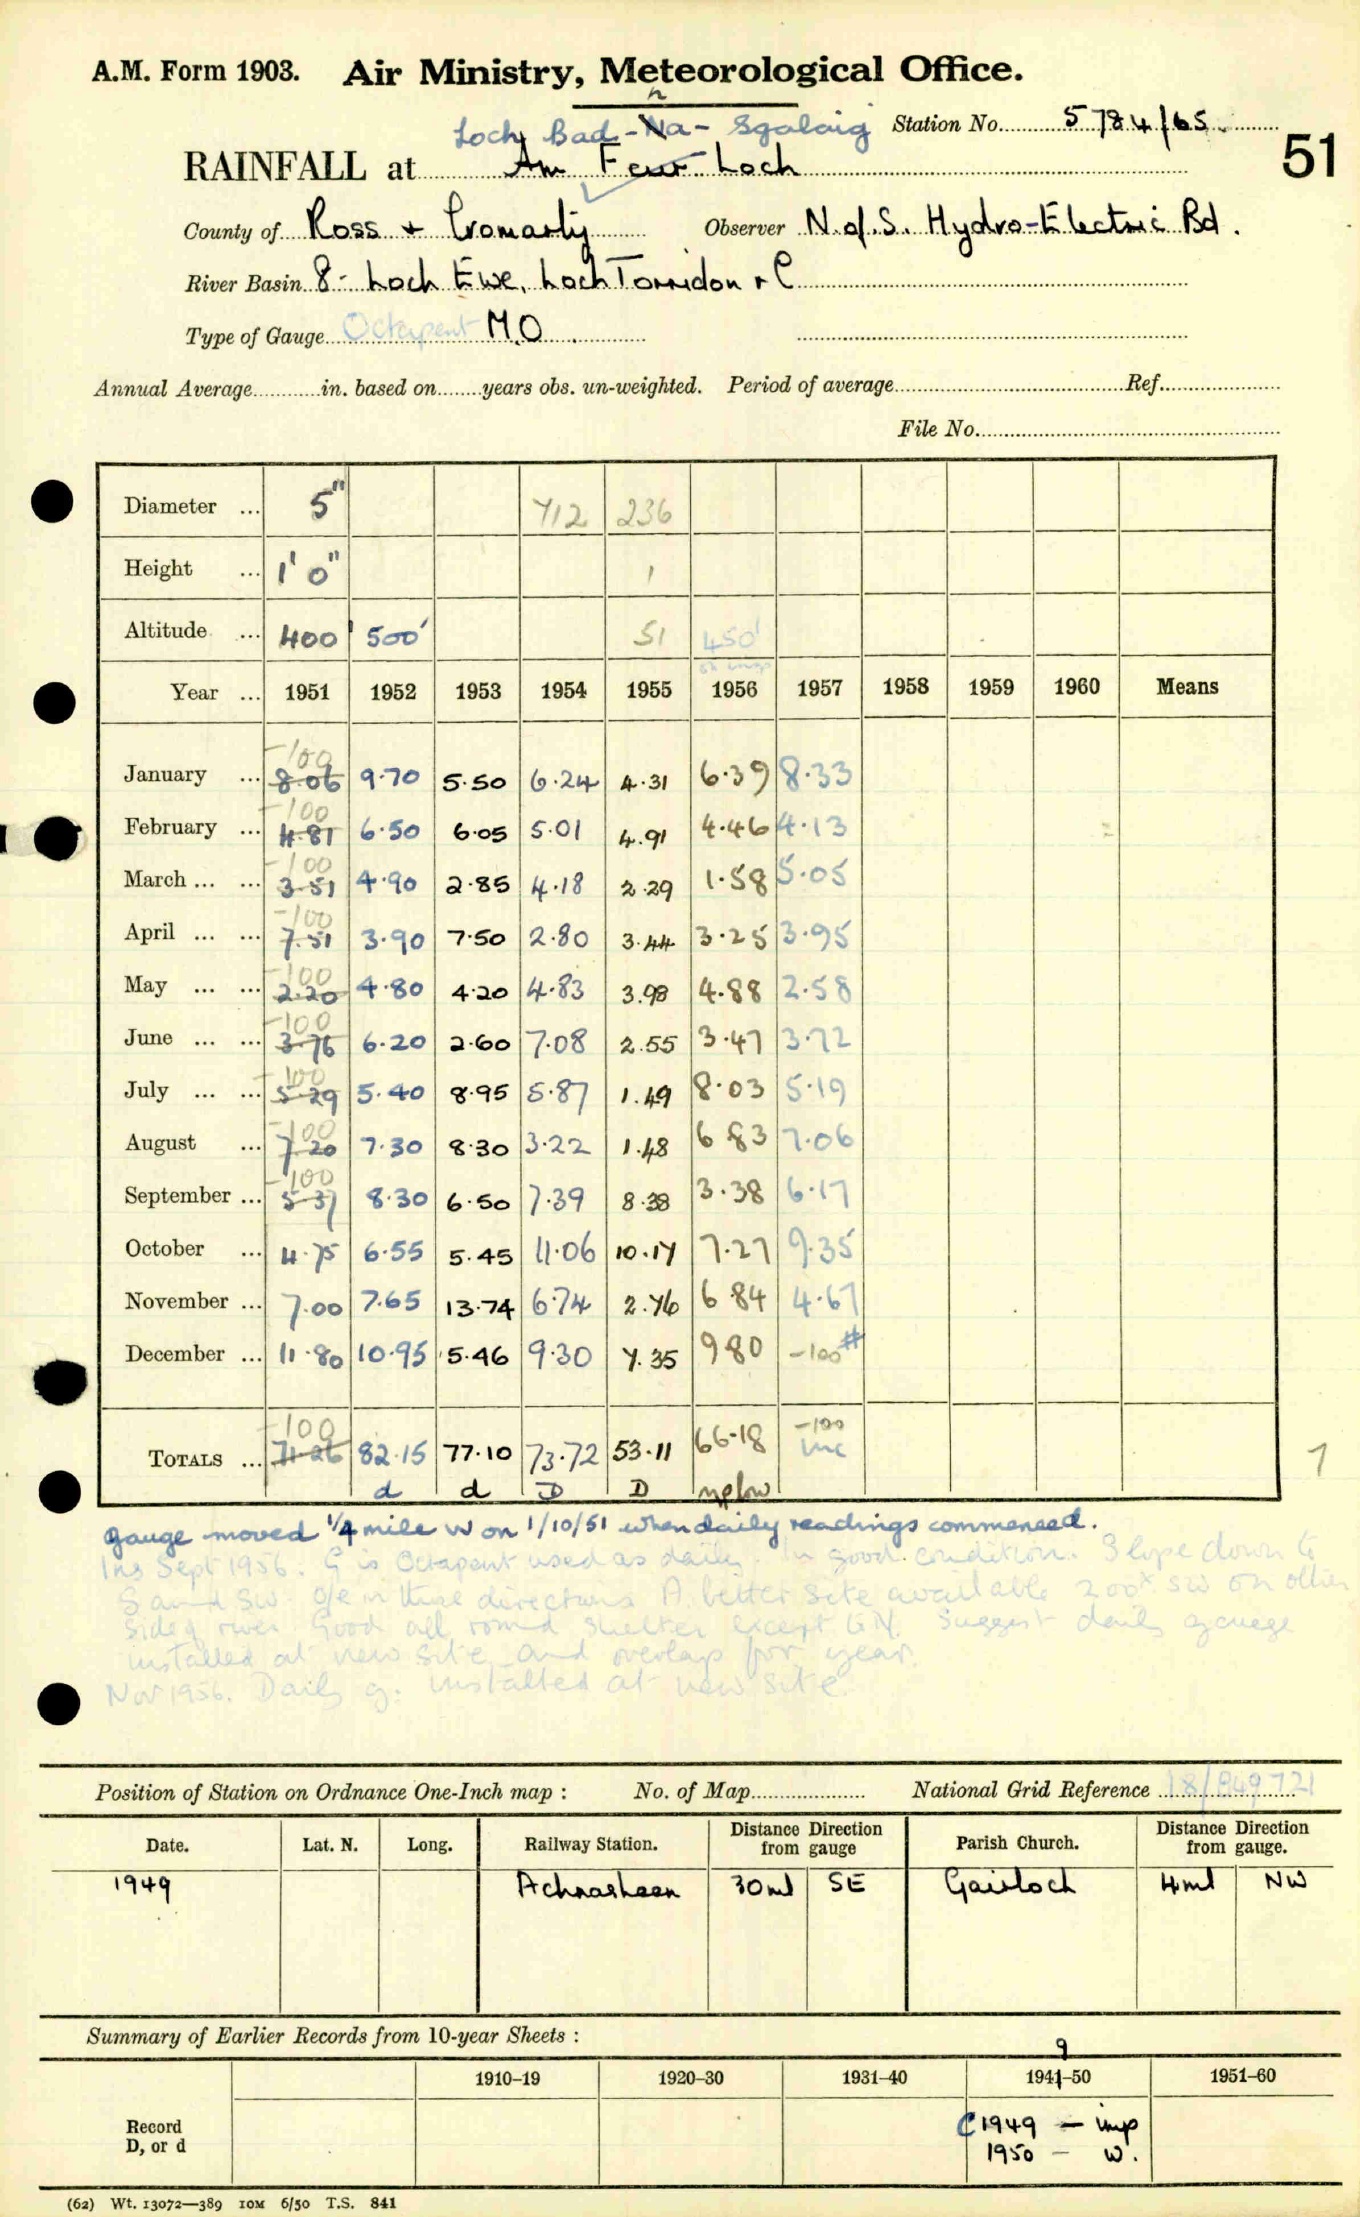 A.M. Form 1903. Air Ministry, Meteorological Office.
Loch Bad-Na-Sgalaig Station No. 5784/65
n
RAINFALL at Am Feur Loch
51
County of Ross + Cromarty Observer N. of S. Hydro-Electric Bd.
River Basin 8- Loch Ewe, Loch Torridon + C
Type of Gauge Octapent M.O.
Annual Average in. based on years obs. un-weighted. Period of average Ref.
File No.
Diameter ... 5" 712 236
Height ... 1' 0" 1
Altitude ... 400' 500' 51 450'
Year ... 1951 1952 1953 1954 1955 1956 1957 1958 1959 1960 Means
January ... -100 8.06 9.70 5.50 6.24 4.31 6.39 8.33
February ... -100 4.81 6.50 6.05 5.01 4.91 4.46 4.13
March ... ... -100 3.51 4.90 2.85 4.18 2.29 1.58 5.05
April ... ... -100 7.51 3.90 7.50 2.80 3.44 3.25 3.95
May ... ... -100 2.20 4.80 4.20 4.83 3.98 4.88 2.58
June ... ... -100 3.76 6.20 2.60 7.08 2.55 3.47 3.72
July ... ... -100 5.29 5.40 8.95 5.87 1.49 8.03 5.19
August ... -100 7.20 7.30 8.30 3.22 1.48 6 83 7.06
September ... -100 5.37 8.30 6.50 7.39 8.38 3.38 6.17
October ... 4.75 6.55 5.45 11.06 10.17 7.27 9.35
November ... 7.00 7.65 13.74 6.74 2.76 6 84 4.67
December ... 11.80 10.95 5.46 9.30 7.35 9 80 -100#
TOTALS ... -100 71.26 82.15 77.10 73.72 53.11 66.18 -100 inc
d d D D
1
gauge moved 1/4 mile W on 1/10/51 when daily readings commenced.
Ins Sept 1956. G is Octapent used as daily. In good condition. Slope down to
S and SW. o/e in these directions A better site available 200x SW on other
side of river Good all round shelter except GN. Suggest daily gauge
installed at new site and overlap for year.
Nov 1956. Daily g. installed at new site
Position of Station on Ordnance One-Inch map : No. of Map National Grid Reference 18/849721
Date. Lat. N. Long. Railway Station. Distance Direction from gauge Parish Church. Distance Direction from gauge.
1949 Achnasheen 30ml SE Gairloch 4ml NW
Summary of Earlier Records from 10-year Sheets :
9
1910–19 1920–30 1931–40 1941–50 1951–60
Record D, or d
C 1949 – imp
1950 – W.
(62) Wt. 13072—389 10M 6/50 T.S. 841